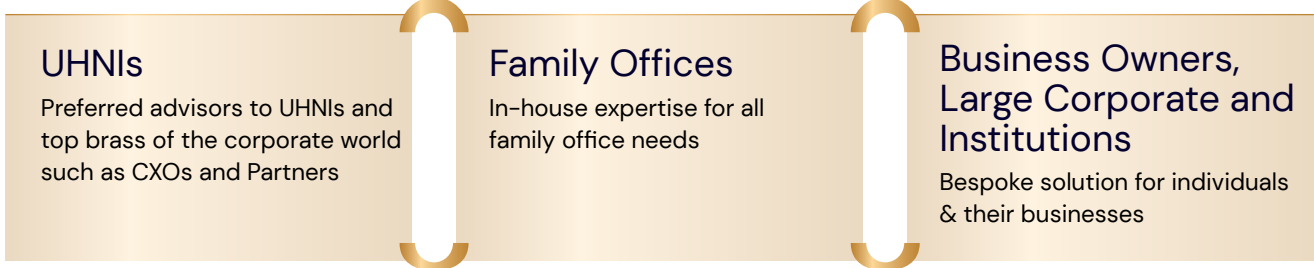 UHNIs
Preferred advisors to UHNIs and
top brass of the corporate world
such as CXOs and Partners
Family Offices
In-house expertise for all
family office needs
Business Owners,
Large Corporate and
Institutions
Bespoke solution for individuals
& their businesses